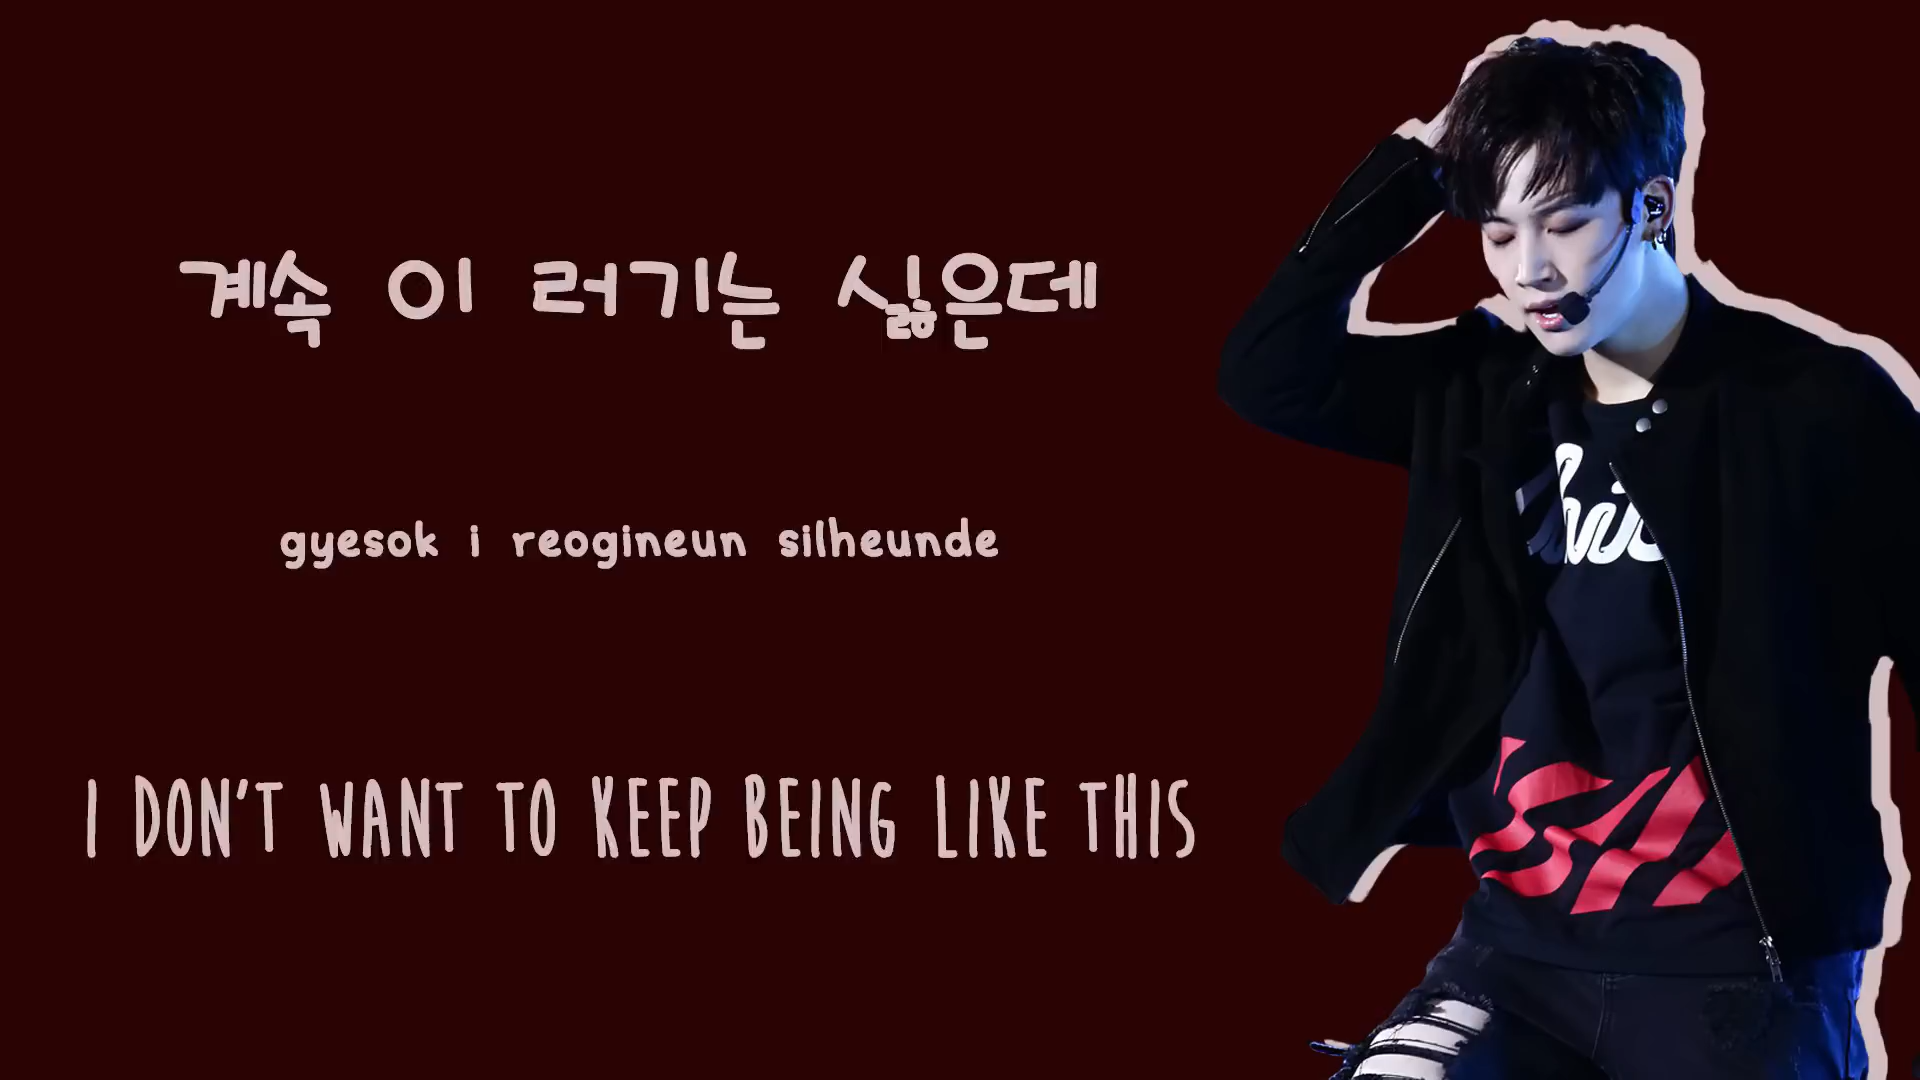 계속 이 러기는 싫은데
gyesok i reogineun silheunde
I DON'T WANT TO KEEP BEING LIKE THIS